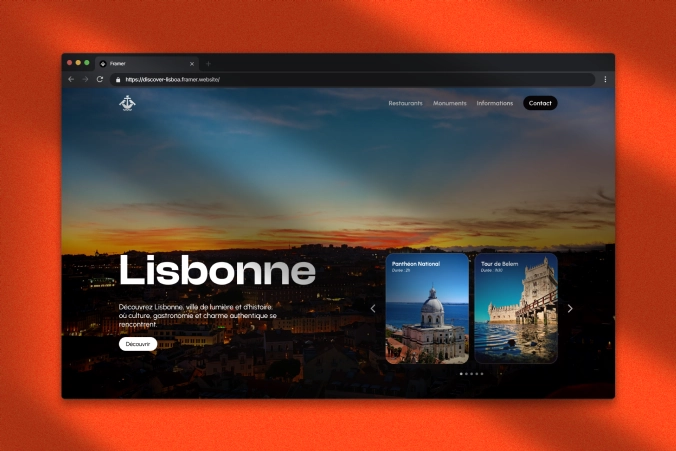 Framer
https://discover-lisboa.framer.website/
Restaurants Monuments Informations Contact
Lisbonne
Découvrez Lisbonne, ville de lumière et d'histoire
où culture, gastronomie et charme authentique se
rencontrent.
Découvrir
Panthéon National
Durée : 2h
Tour de Belem
Durée : 1h30